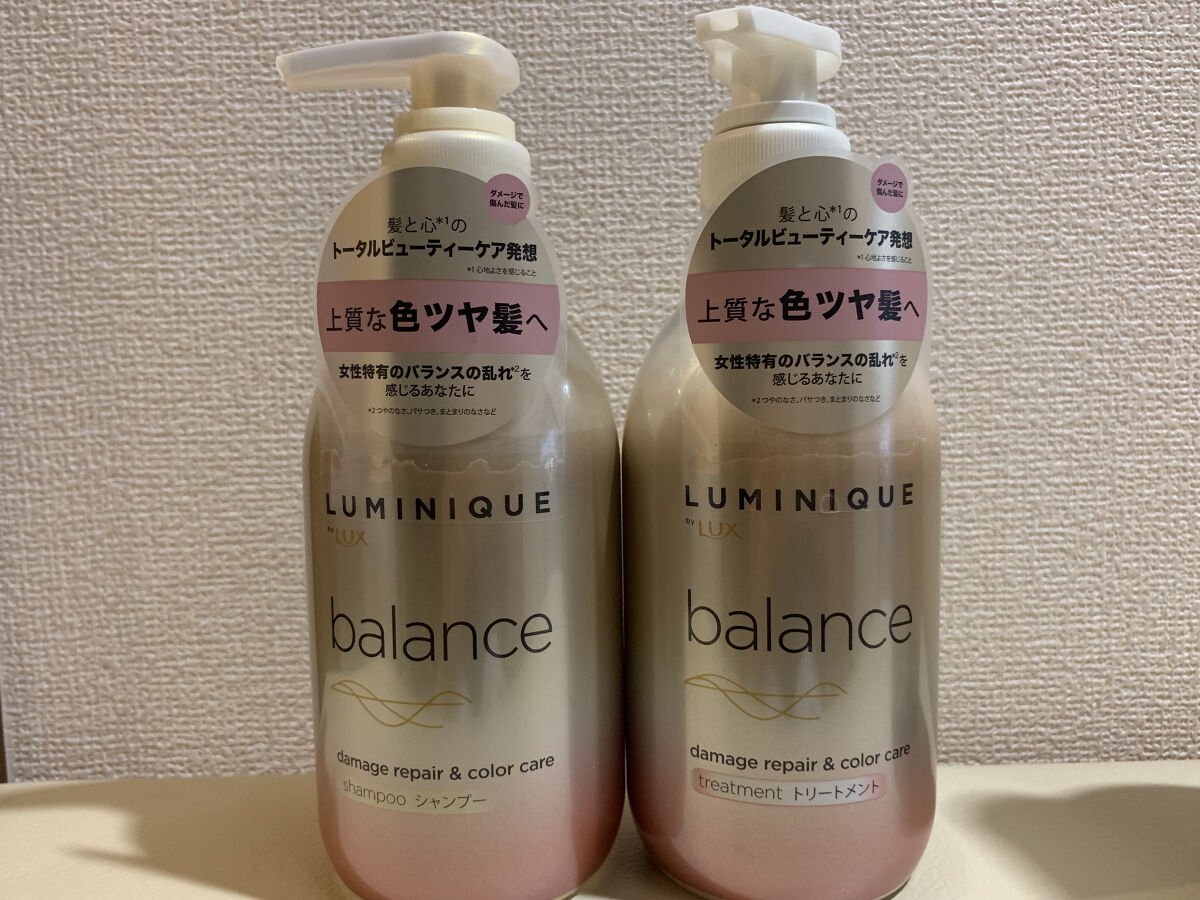 ダメージで
傷んだ髪に
髪と心*1の
トータルビューティーケア発想
*1 心地よさを感じること
上質な色ツヤ髪へ
女性特有のバランスの乱れ*2を
感じるあなたに
*2 つやのなさ、パサつき、まとまりのなさなど
LUMINIQUE
by LUX
balance
damage repair & color care
shampoo シャンプー
ダメージで
傷んだ髪に
髪と心*1の
トータルビューティーケア発想
*1 心地よさを感じること
上質な色ツヤ髪へ
女性特有のバランスの乱れ*2を
感じるあなたに
*2 つやのなさ、パサつき、まとまりのなさなど
LUMINIQUE
by LUX
balance
damage repair & color care
treatment トリートメント